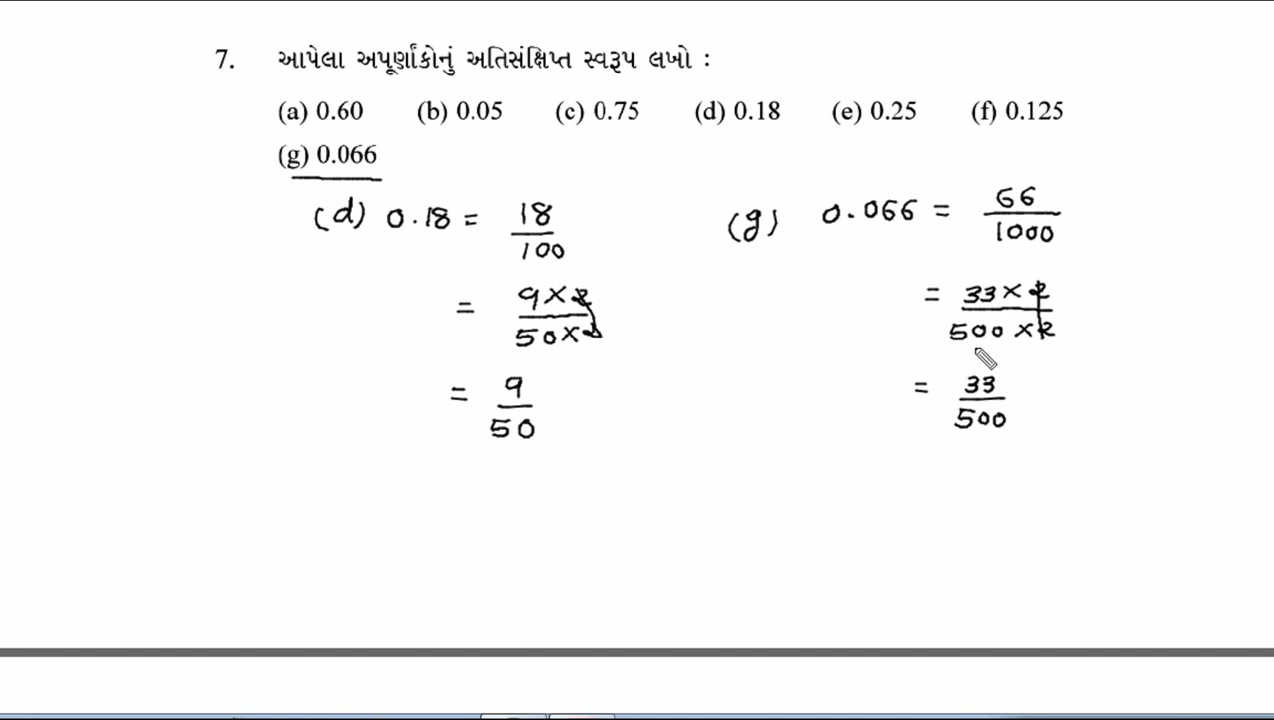 7. આપેલા અપૂર્ણાંકોનું અતિસંક્ષિપ્ત સ્વરૂપ લખો :
(a) 0.60 (b) 0.05 (c) 0.75 (d) 0.18 (e) 0.25 (f) 0.125
(g) 0.066
(d) 0.18 = 18/100
= 9×2/50×2
= 9/50
(g) 0.066 = 66/1000
= 33×2/500×2
= 33/500